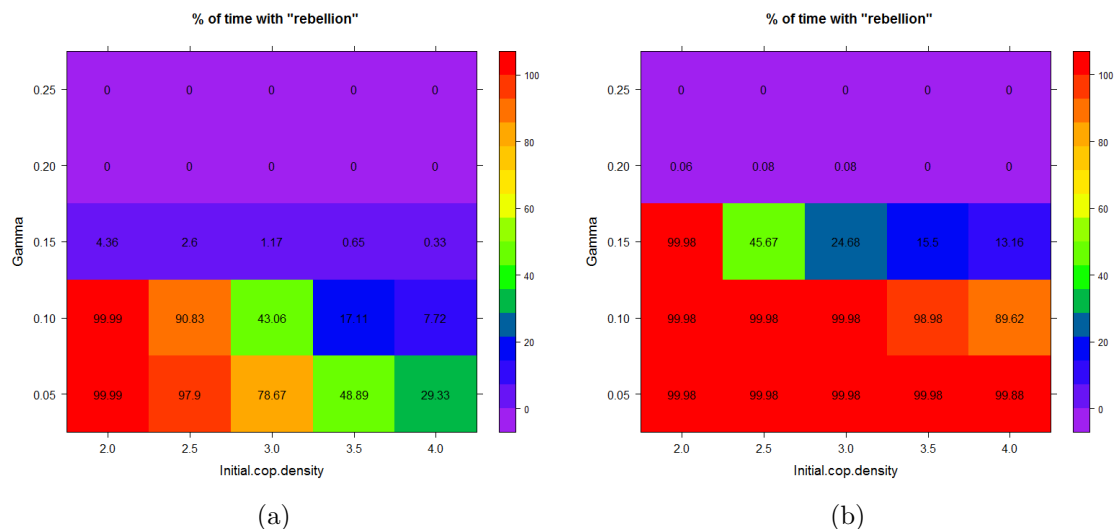 % of time with "rebellion"
0.25 0 0 0 0 0 100
0.20 0 0 0 0 0 80
0.15 4.36 2.6 1.17 0.65 0.33 60
0.10 99.99 90.83 43.06 17.11 7.72 40
0.05 99.99 97.9 78.67 48.89 29.33 20
0
2.0 2.5 3.0 3.5 4.0
Gamma
Initial.cop.density
(a)
% of time with "rebellion"
0.25 0 0 0 0 0 100
0.20 0.06 0.08 0.08 0 0 80
0.15 99.98 45.67 24.68 15.5 13.16 60
0.10 99.98 99.98 99.98 98.98 89.62 40
0.05 99.98 99.98 99.98 99.98 99.88 20
0
2.0 2.5 3.0 3.5 4.0
Gamma
Initial.cop.density
(b)